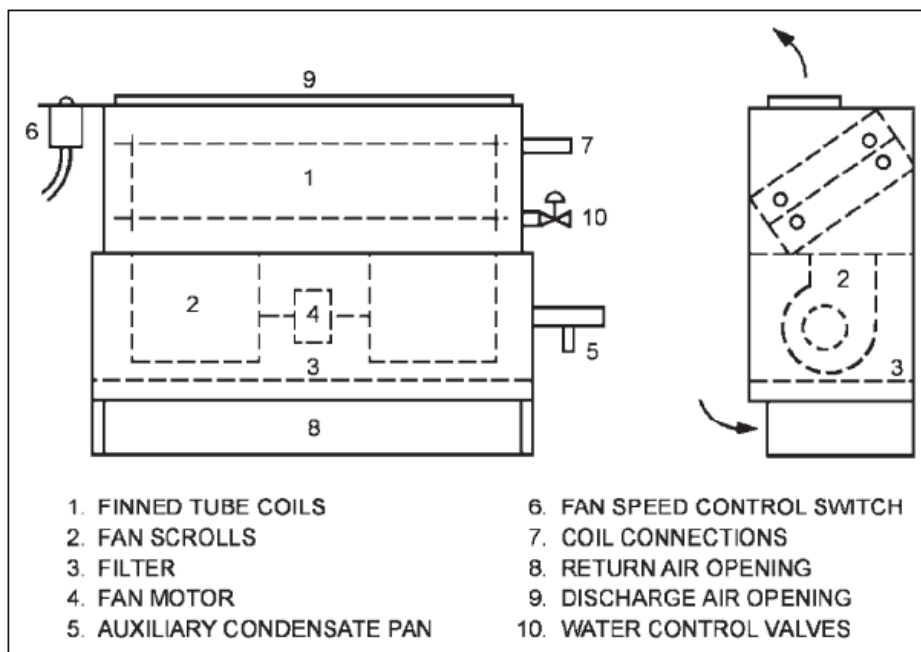 9
6
7
1
10
2
4
2
5
3
3
8
1. FINNED TUBE COILS
2. FAN SCROLLS
3. FILTER
4. FAN MOTOR
5. AUXILIARY CONDENSATE PAN
6. FAN SPEED CONTROL SWITCH
7. COIL CONNECTIONS
8. RETURN AIR OPENING
9. DISCHARGE AIR OPENING
10. WATER CONTROL VALVES